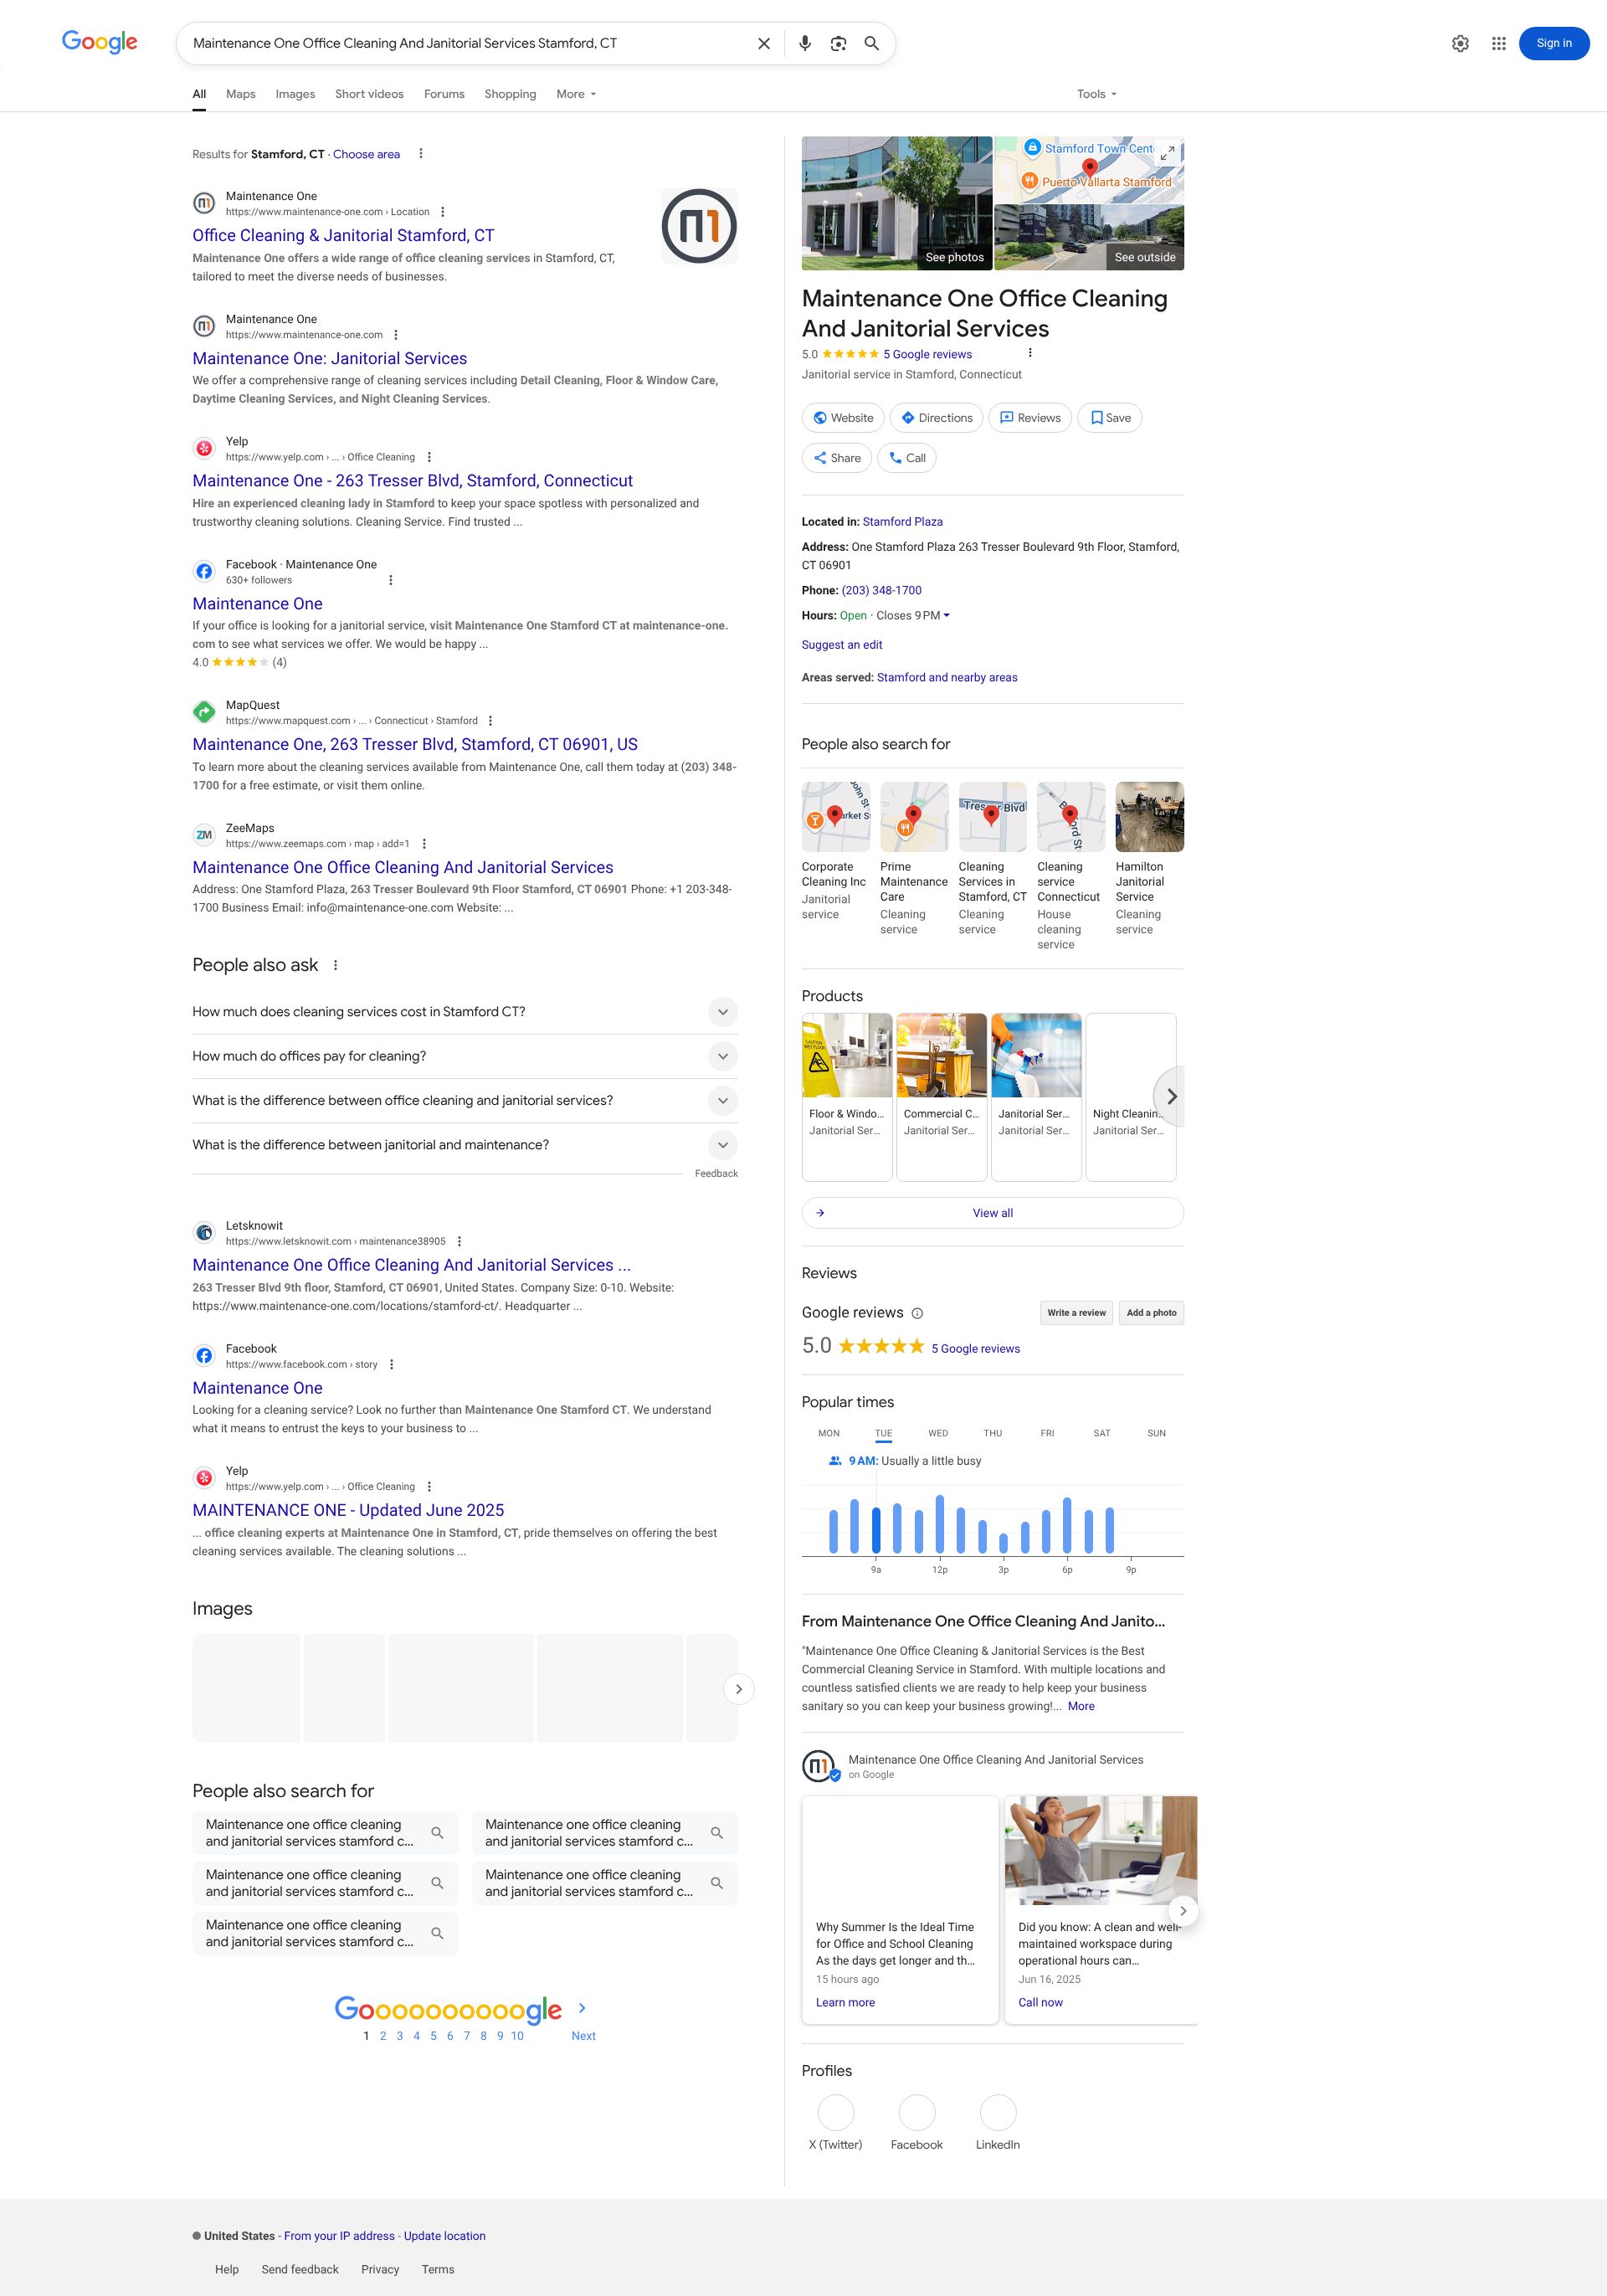 Google
Maintenance One Office Cleaning And Janitorial Services Stamford, CT
Sign in
All
Maps
Images
Short videos
Forums
Shopping
More
Tools
Results for Stamford, CT · Choose area
Maintenance One
https://www.maintenance-one.com › Location
Office Cleaning & Janitorial Stamford, CT
Maintenance One offers a wide range of office cleaning services in Stamford, CT,
tailored to meet the diverse needs of businesses.
Maintenance One
https://www.maintenance-one.com
Maintenance One: Janitorial Services
We offer a comprehensive range of cleaning services including Detail Cleaning, Floor & Window Care,
Daytime Cleaning Services, and Night Cleaning Services.
Yelp
https://www.yelp.com › ... › Office Cleaning
Maintenance One - 263 Tresser Blvd, Stamford, Connecticut
Hire an experienced cleaning lady in Stamford to keep your space spotless with personalized and
trustworthy cleaning solutions. Cleaning Service. Find trusted ...
Facebook · Maintenance One
630+ followers
Maintenance One
If your office is looking for a janitorial service, visit Maintenance One Stamford CT at maintenance-one.
com to see what services we offer. We would be happy ...
4.0 (4)
MapQuest
https://www.mapquest.com › ... › Connecticut › Stamford
Maintenance One, 263 Tresser Blvd, Stamford, CT 06901, US
To learn more about the cleaning services available from Maintenance One, call them today at (203) 348-
1700 for a free estimate, or visit them online.
ZM
ZeeMaps
https://www.zeemaps.com › map › add=1
Maintenance One Office Cleaning And Janitorial Services
Address: One Stamford Plaza, 263 Tresser Boulevard 9th Floor Stamford, CT 06901 Phone: +1 203-348-
1700 Business Email: info@maintenance-one.com Website: ...
People also ask
How much does cleaning services cost in Stamford CT?
How much do offices pay for cleaning?
What is the difference between office cleaning and janitorial services?
What is the difference between janitorial and maintenance?
Feedback
Letsknowit
https://www.letsknowit.com › maintenance38905
Maintenance One Office Cleaning And Janitorial Services ...
263 Tresser Blvd 9th floor, Stamford, CT 06901, United States. Company Size: 0-10. Website:
https://www.maintenance-one.com/locations/stamford-ct/. Headquarter ...
Facebook
https://www.facebook.com › story
Maintenance One
Looking for a cleaning service? Look no further than Maintenance One Stamford CT. We understand
what it means to entrust the keys to your business to ...
Yelp
https://www.yelp.com › ... › Office Cleaning
MAINTENANCE ONE - Updated June 2025
... office cleaning experts at Maintenance One in Stamford, CT, pride themselves on offering the best
cleaning services available. The cleaning solutions ...
Images
People also search for
Maintenance one office cleaning
and janitorial services stamford c...
Maintenance one office cleaning
and janitorial services stamford c...
Maintenance one office cleaning
and janitorial services stamford c...
Maintenance one office cleaning
and janitorial services stamford c...
Maintenance one office cleaning
and janitorial services stamford c...
Goooooooooogle
1 2 3 4 5 6 7 8 9 10
Next
Stamford Town Cent
Puerto Vallarta Stamford
See photos
See outside
Maintenance One Office Cleaning
And Janitorial Services
5.0 5 Google reviews
Janitorial service in Stamford, Connecticut
Website
Directions
Reviews
Save
Share
Call
Located in: Stamford Plaza
Address: One Stamford Plaza 263 Tresser Boulevard 9th Floor, Stamford,
CT 06901
Phone: (203) 348-1700
Hours: Open · Closes 9 PM
Suggest an edit
Areas served: Stamford and nearby areas
People also search for
Tresser Blvd
Corporate
Cleaning Inc
Janitorial
service
Prime
Maintenance
Care
Cleaning
service
Cleaning
Services in
Stamford, CT
Cleaning
service
Cleaning
service
Connecticut
House
cleaning
service
Hamilton
Janitorial
Service
Cleaning
service
Products
Floor & Windo...
Janitorial Ser...
Commercial C...
Janitorial Ser...
Janitorial Ser...
Janitorial Ser...
Night Cleanin...
Janitorial Ser...
View all
Reviews
Google reviews
Write a review
Add a photo
5.0 5 Google reviews
Popular times
MON TUE WED THU FRI SAT SUN
9 AM: Usually a little busy
9a 12p 3p 6p 9p
From Maintenance One Office Cleaning And Janito...
"Maintenance One Office Cleaning & Janitorial Services is the Best
Commercial Cleaning Service in Stamford. With multiple locations and
countless satisfied clients we are ready to help keep your business
sanitary so you can keep your business growing!... More
Maintenance One Office Cleaning And Janitorial Services
on Google
Why Summer Is the Ideal Time
for Office and School Cleaning
As the days get longer and th...
15 hours ago
Learn more
Did you know: A clean and well-
maintained workspace during
operational hours can...
Jun 16, 2025
Call now
Profiles
X (Twitter)
Facebook
LinkedIn
United States - From your IP address - Update location
Help
Send feedback
Privacy
Terms